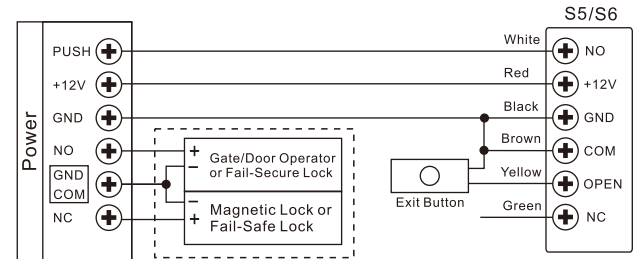 S5/S6
PUSH
White
NO
+12V
Red
+12V
GND
Black
GND
Power
NO
+
Brown
COM
−
Gate/Door Operator
or Fail-Secure Lock
GND
COM
Yellow
OPEN
−
Magnetic Lock or
+
Fail-Safe Lock
Exit Button
NC
Green
NC